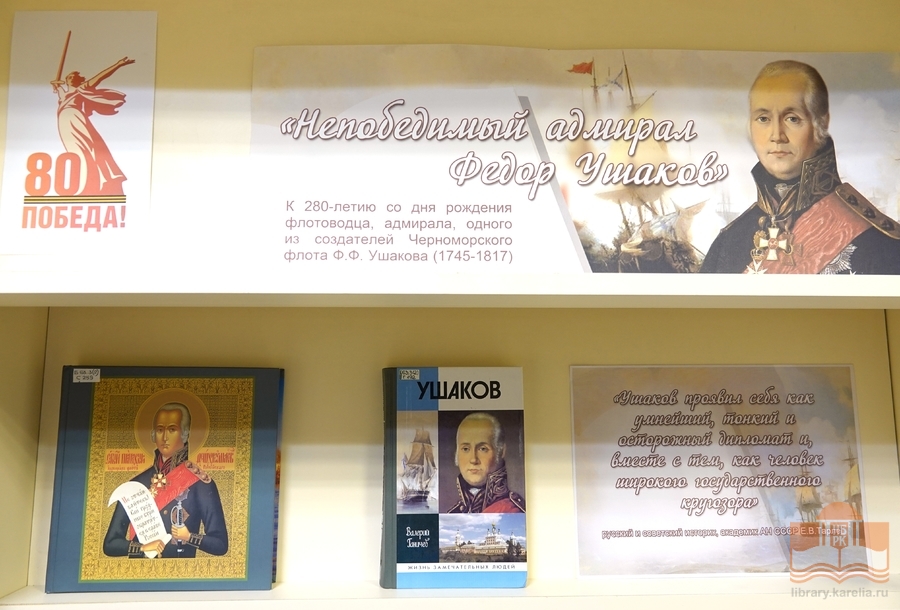 80
ПОБЕДА!
«Непобедимый адмирал
Федор Ушаков»
К 280-летию со дня рождения
флотоводца, адмирала, одного
из создателей Черноморского
флота Ф.Ф. Ушакова (1745-1817)
УШАКОВ
Валерий
Ганичев
ЖИЗНЬ ЗАМЕЧАТЕЛЬНЫХ ЛЮДЕЙ
«Ушаков проявил себя как
умнейший, тонкий и
осторожный дипломат и,
вместе с тем, как человек
широкого государственного
кругозора»
русский и советский историк, академик АН СССР Е.В.Тарле
library.karelia.ru